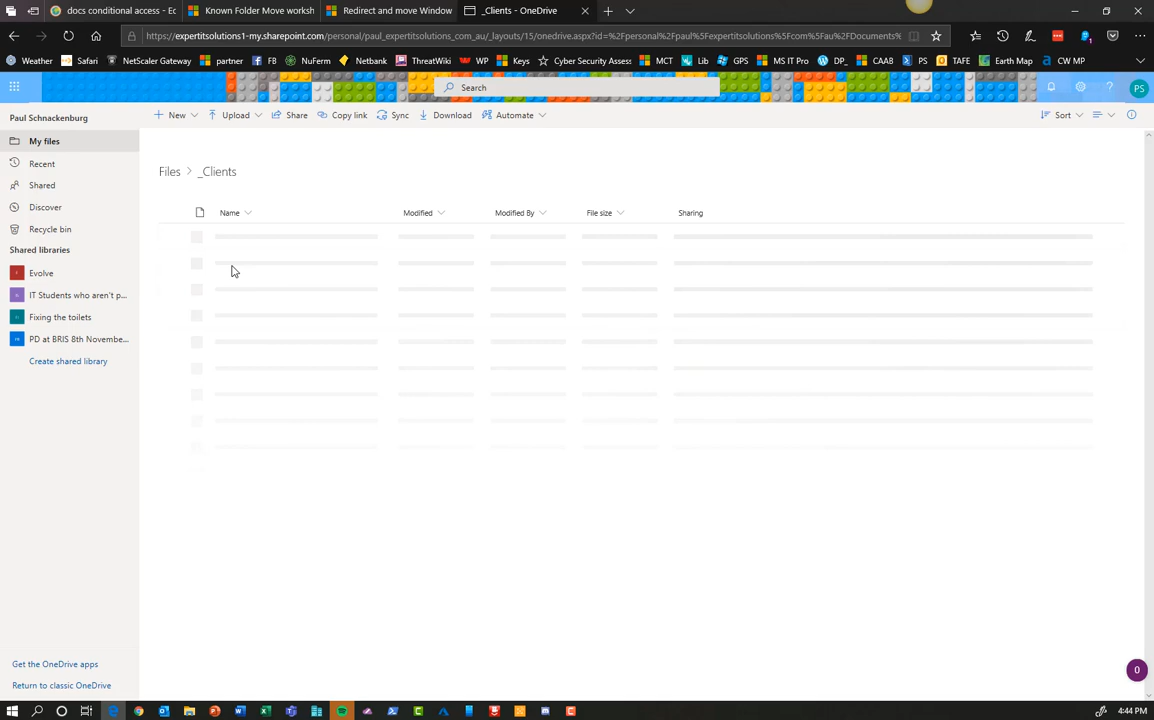 docs conditional access - Ec
Known Folder Move worksh
Redirect and move Window
_Clients - OneDrive
https://expertitsolutions1-my.sharepoint.com/personal/paul_expertitsolutions_com_au/_layouts/15/onedrive.aspx?id=%2Fpersonal%2Fpaul%5Fexpertitsolutions%5Fcom%5Fau%2FDocuments%
Weather
Safari
NetScaler Gateway
partner
FB
NuFerm
Netbank
ThreatWiki
WP
Keys
Cyber Security Assess
MCT
Lib
GPS
MS IT Pro
DP_
CAAB
PS
TAFE
Earth Map
CW MP
Search
PS
Paul Schnackenburg
New
Upload
Share
Copy link
Sync
Download
Automate
Sort
My files
Recent
Shared
Discover
Recycle bin
Shared libraries
Evolve
IT Students who aren't p...
Fixing the toilets
PD at BRIS 8th Novembe...
Create shared library
Files > _Clients
Name
Modified
Modified By
File size
Sharing
Get the OneDrive apps
Return to classic OneDrive
0
4:44 PM